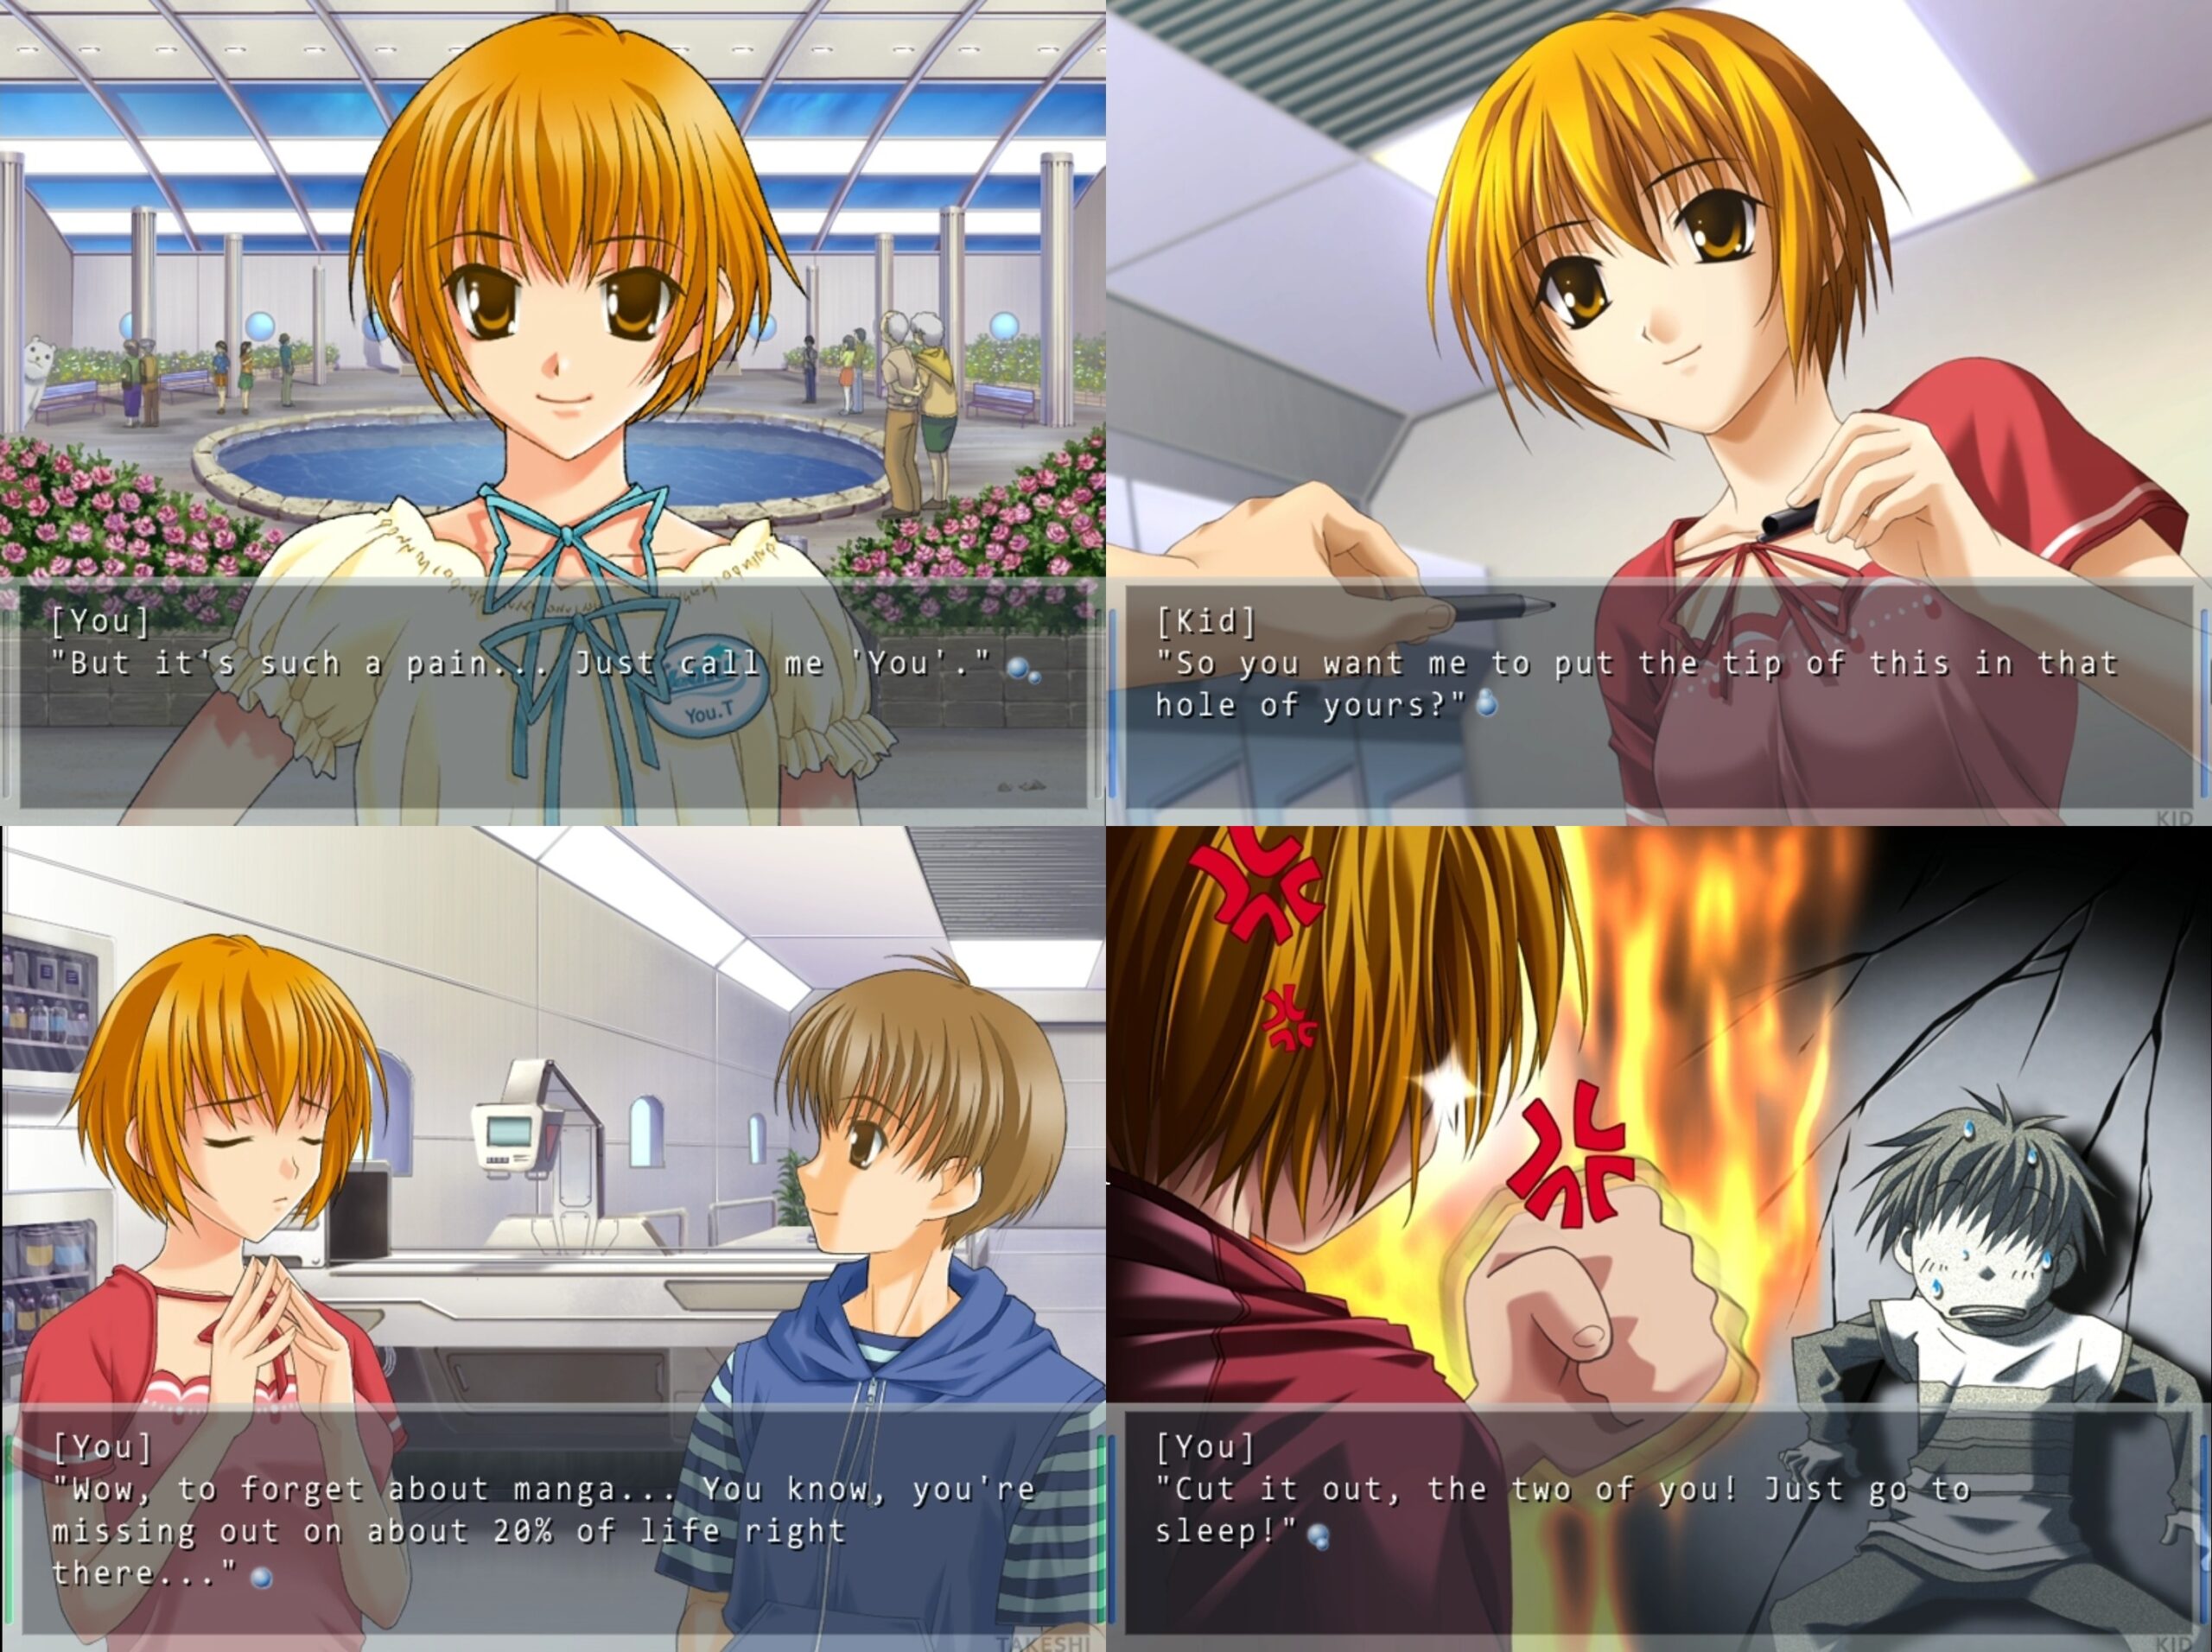 You.T
[You]
"But it's such a pain... Just call me 'You'."
[Kid]
"So you want me to put the tip of this in that
hole of yours?"
KID
[You]
"Wow, to forget about manga... You know, you're
missing out on about 20% of life right
there..."
TAKESHI
[You]
"Cut it out, the two of you! Just go to
sleep!"
KID